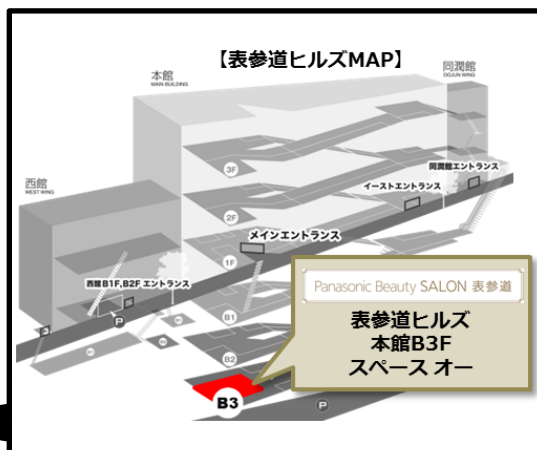 【表参道ヒルズMAP】
同潤館
DOJUN WING
本館
MAIN BUILDING
西館
WEST WING
3F
同潤館エントランス
イーストエントランス
2F
メインエントランス
1F
西館B1F,B2F エントランス
P
B1
B2
Panasonic Beauty SALON 表参道
表参道ヒルズ
本館B3F
スペース オー
B3
P